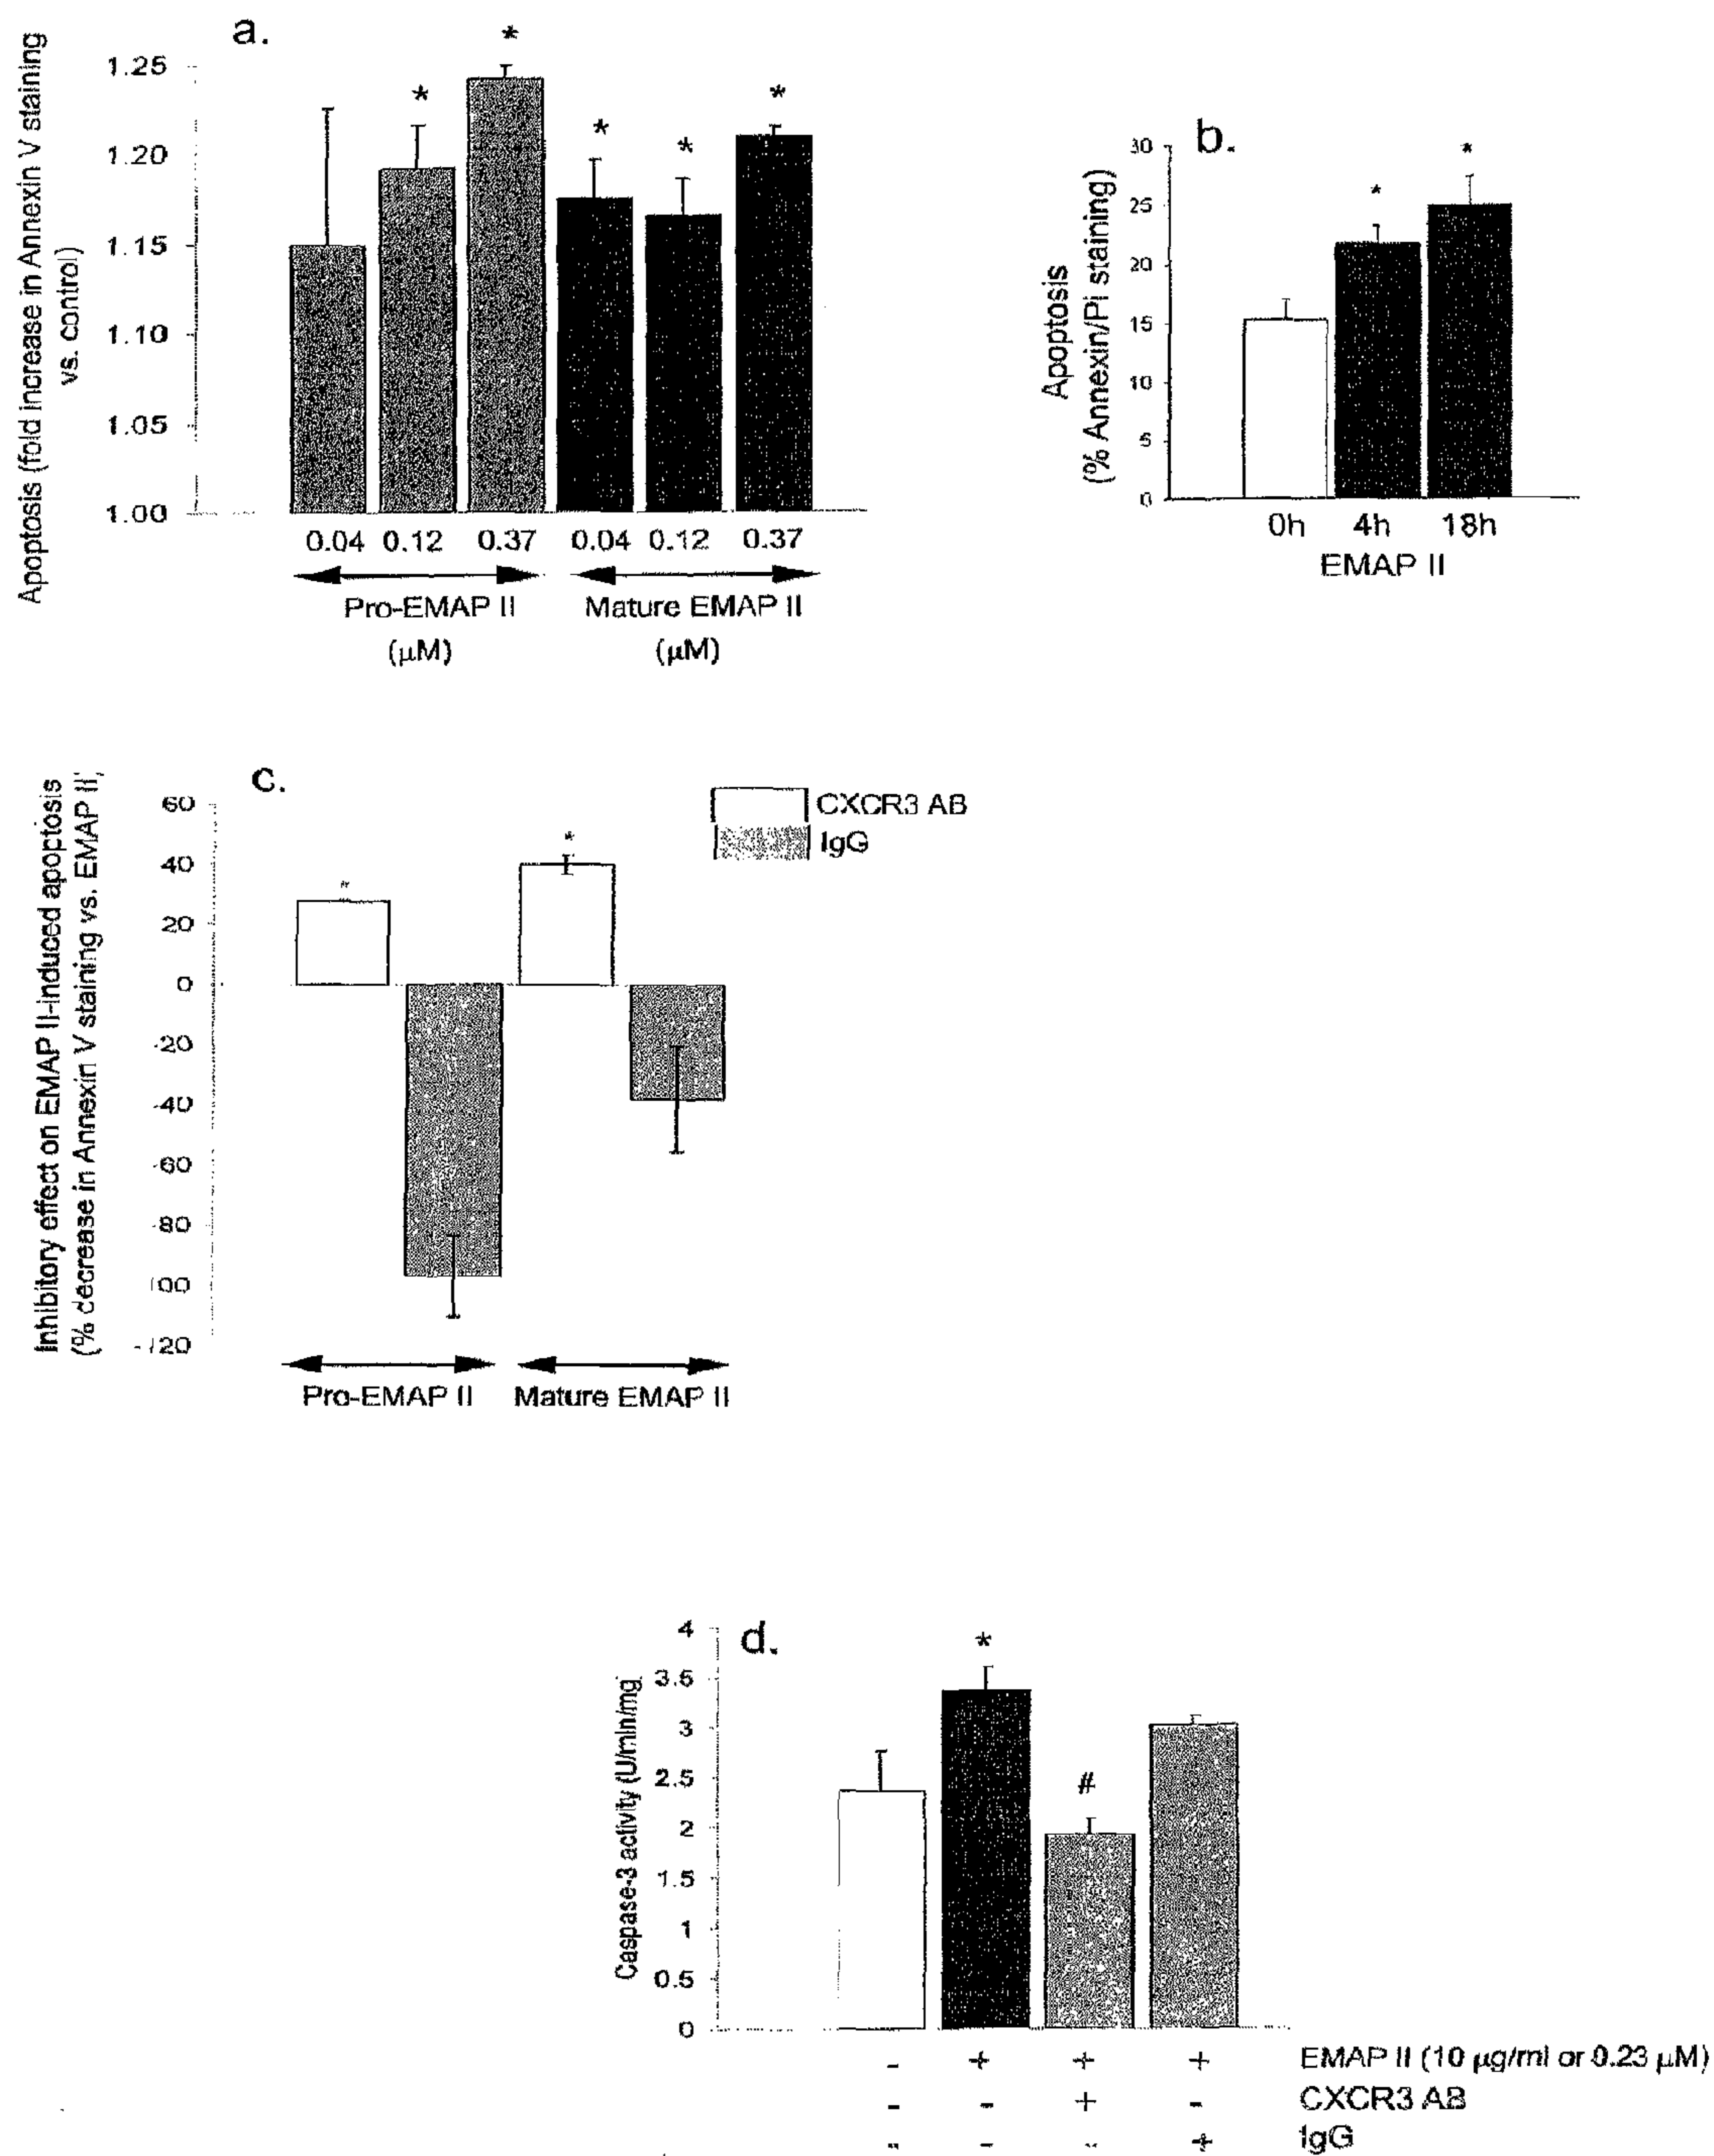 a.
Apoptosis (fold increase in Annexin V staining
vs. control)
1.25
1.20
1.15
1.10
1.05
1.00
*
*
*
*
*
0.04 0.12 0.37 0.04 0.12 0.37
Pro-EMAP II Mature EMAP II
(µM) (µM)
b.
Apoptosis
(% Annexin/PI staining)
30
25
20
15
10
5
0
*
*
0h 4h 18h
EMAP II
c.
Inhibitory effect on EMAP II-induced apoptosis
(% decrease in Annexin V staining vs. EMAP II)
60
40
20
0
-20
-40
-60
-80
100
-120
*
CXCR3 AB
IgG
Pro-EMAP II Mature EMAP II
d.
Caspase-3 activity (U/min/mg
4
3.5
3
2.5
2
1.5
1
0.5
0
*
#
- + + + EMAP II (10 µg/ml or 0.23 µM)
- - + - CXCR3 AB
- - - + IgG